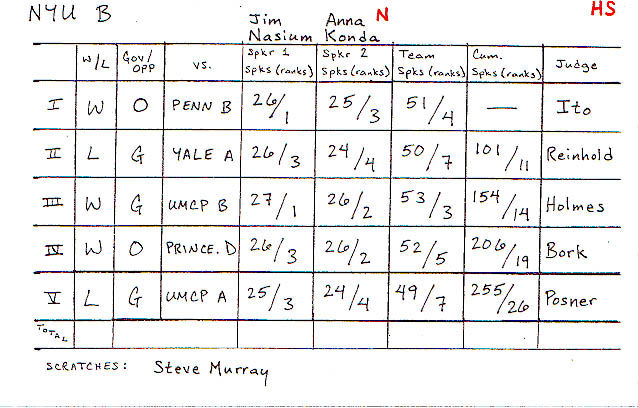 NYU B Jim Anna N HS
Nasium Konda
W/L Gov/OPP vs. Spkr 1 Spks (ranks) Spkr 2 Spks (ranks) Team Spks (ranks) Cum. Spks (ranks) Judge
I W O PENN B 26/1 25/3 51/4 — Ito
II L G YALE A 26/3 24/4 50/7 101/11 Reinhold
III W G UMCP B 27/1 26/2 53/3 154/14 Holmes
IV W O PRINCE. D 26/3 26/2 52/5 206/19 Bork
V L G UMCP A 25/3 24/4 49/7 255/26 Posner
TOTAL
SCRATCHES: Steve Murray